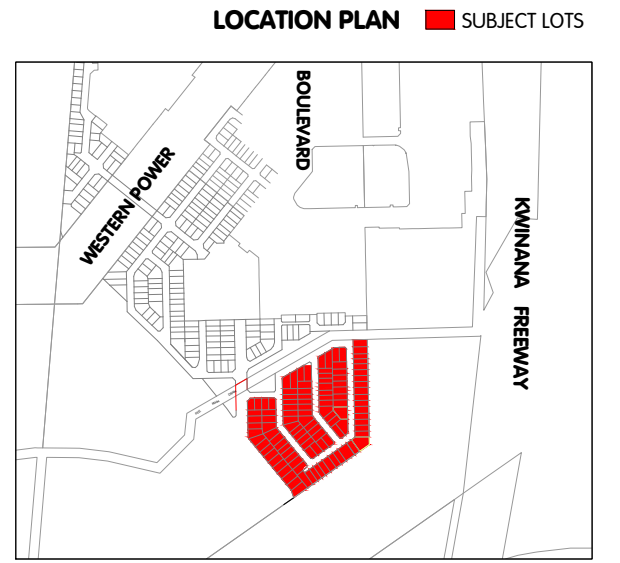 LOCATION PLAN
SUBJECT LOTS
BOULEVARD
WESTERN POWER
KWINANA FREEWAY